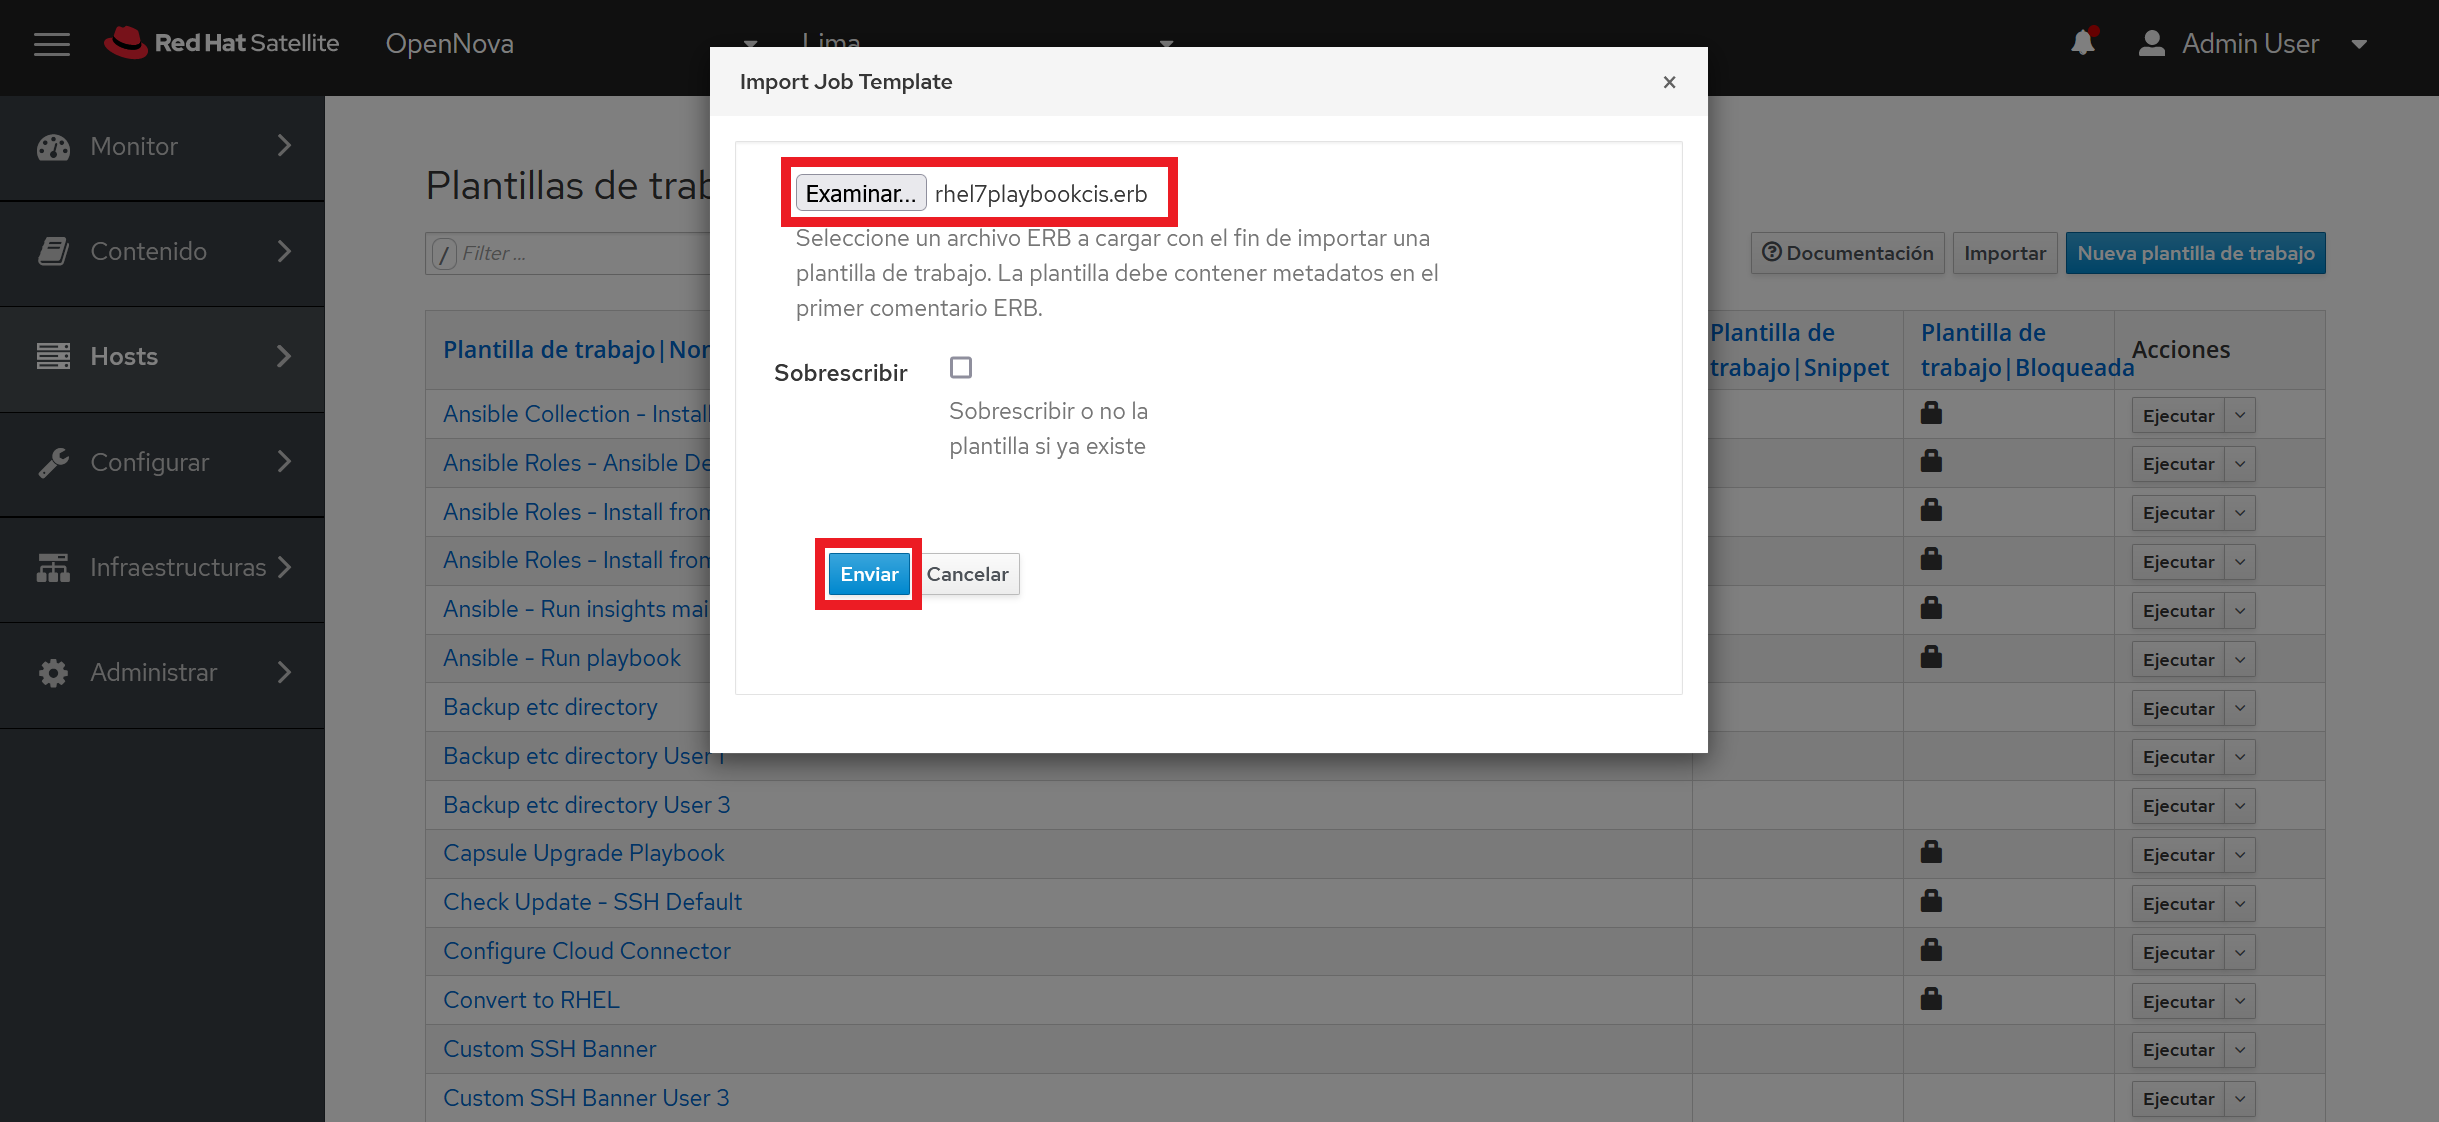 Red Hat Satellite
OpenNova
Lima
Admin User
Import Job Template
×
Monitor
Contenido
Hosts
Configurar
Infraestructuras
Administrar
Plantillas de
/ Filter ...
Examinar... rhel7playbookcis.erb
Seleccione un archivo ERB a cargar con el fin de importar una
plantilla de trabajo. La plantilla debe contener metadatos en el
primer comentario ERB.
Sobrescribir
Sobrescribir o no la
plantilla si ya existe
Enviar Cancelar
Documentación Importar Nueva plantilla de trabajo
Plantilla de trabajo|
Plantilla de
trabajo|Snippet
Plantilla de
trabajo|Bloqueada
Acciones
Ansible Collection - Install Ejecutar
Ansible Roles - Ansible Ejecutar
Ansible Roles - Install from Ejecutar
Ansible Roles - Install from Ejecutar
Ansible - Run insights Ejecutar
Ansible - Run playbook Ejecutar
Backup etc directory Ejecutar
Backup etc directory User 1 Ejecutar
Backup etc directory User 3 Ejecutar
Capsule Upgrade Playbook Ejecutar
Check Update - SSH Default Ejecutar
Configure Cloud Connector Ejecutar
Convert to RHEL Ejecutar
Custom SSH Banner Ejecutar
Custom SSH Banner User 3 Ejecutar